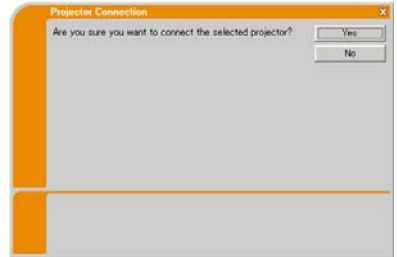 Projector Connection X
Are you sure you want to connect the selected projector? Yes
No